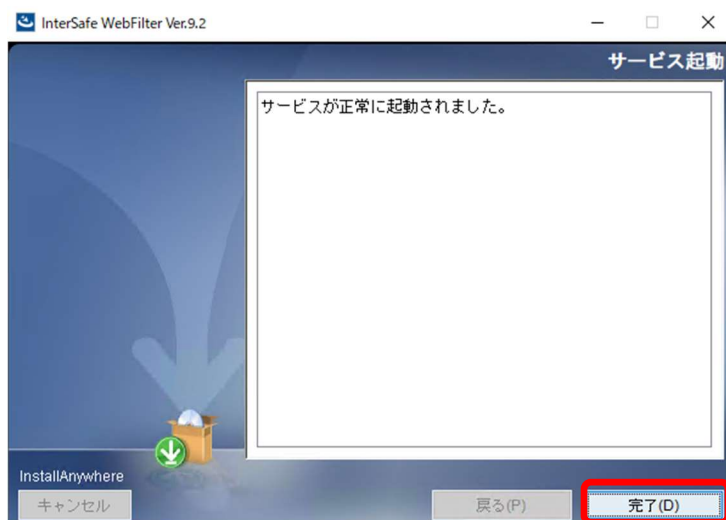 InterSafe WebFilter Ver.9.2
サービス起動
サービスが正常に起動されました。
InstallAnywhere
キャンセル
戻る(P)
完了(D)